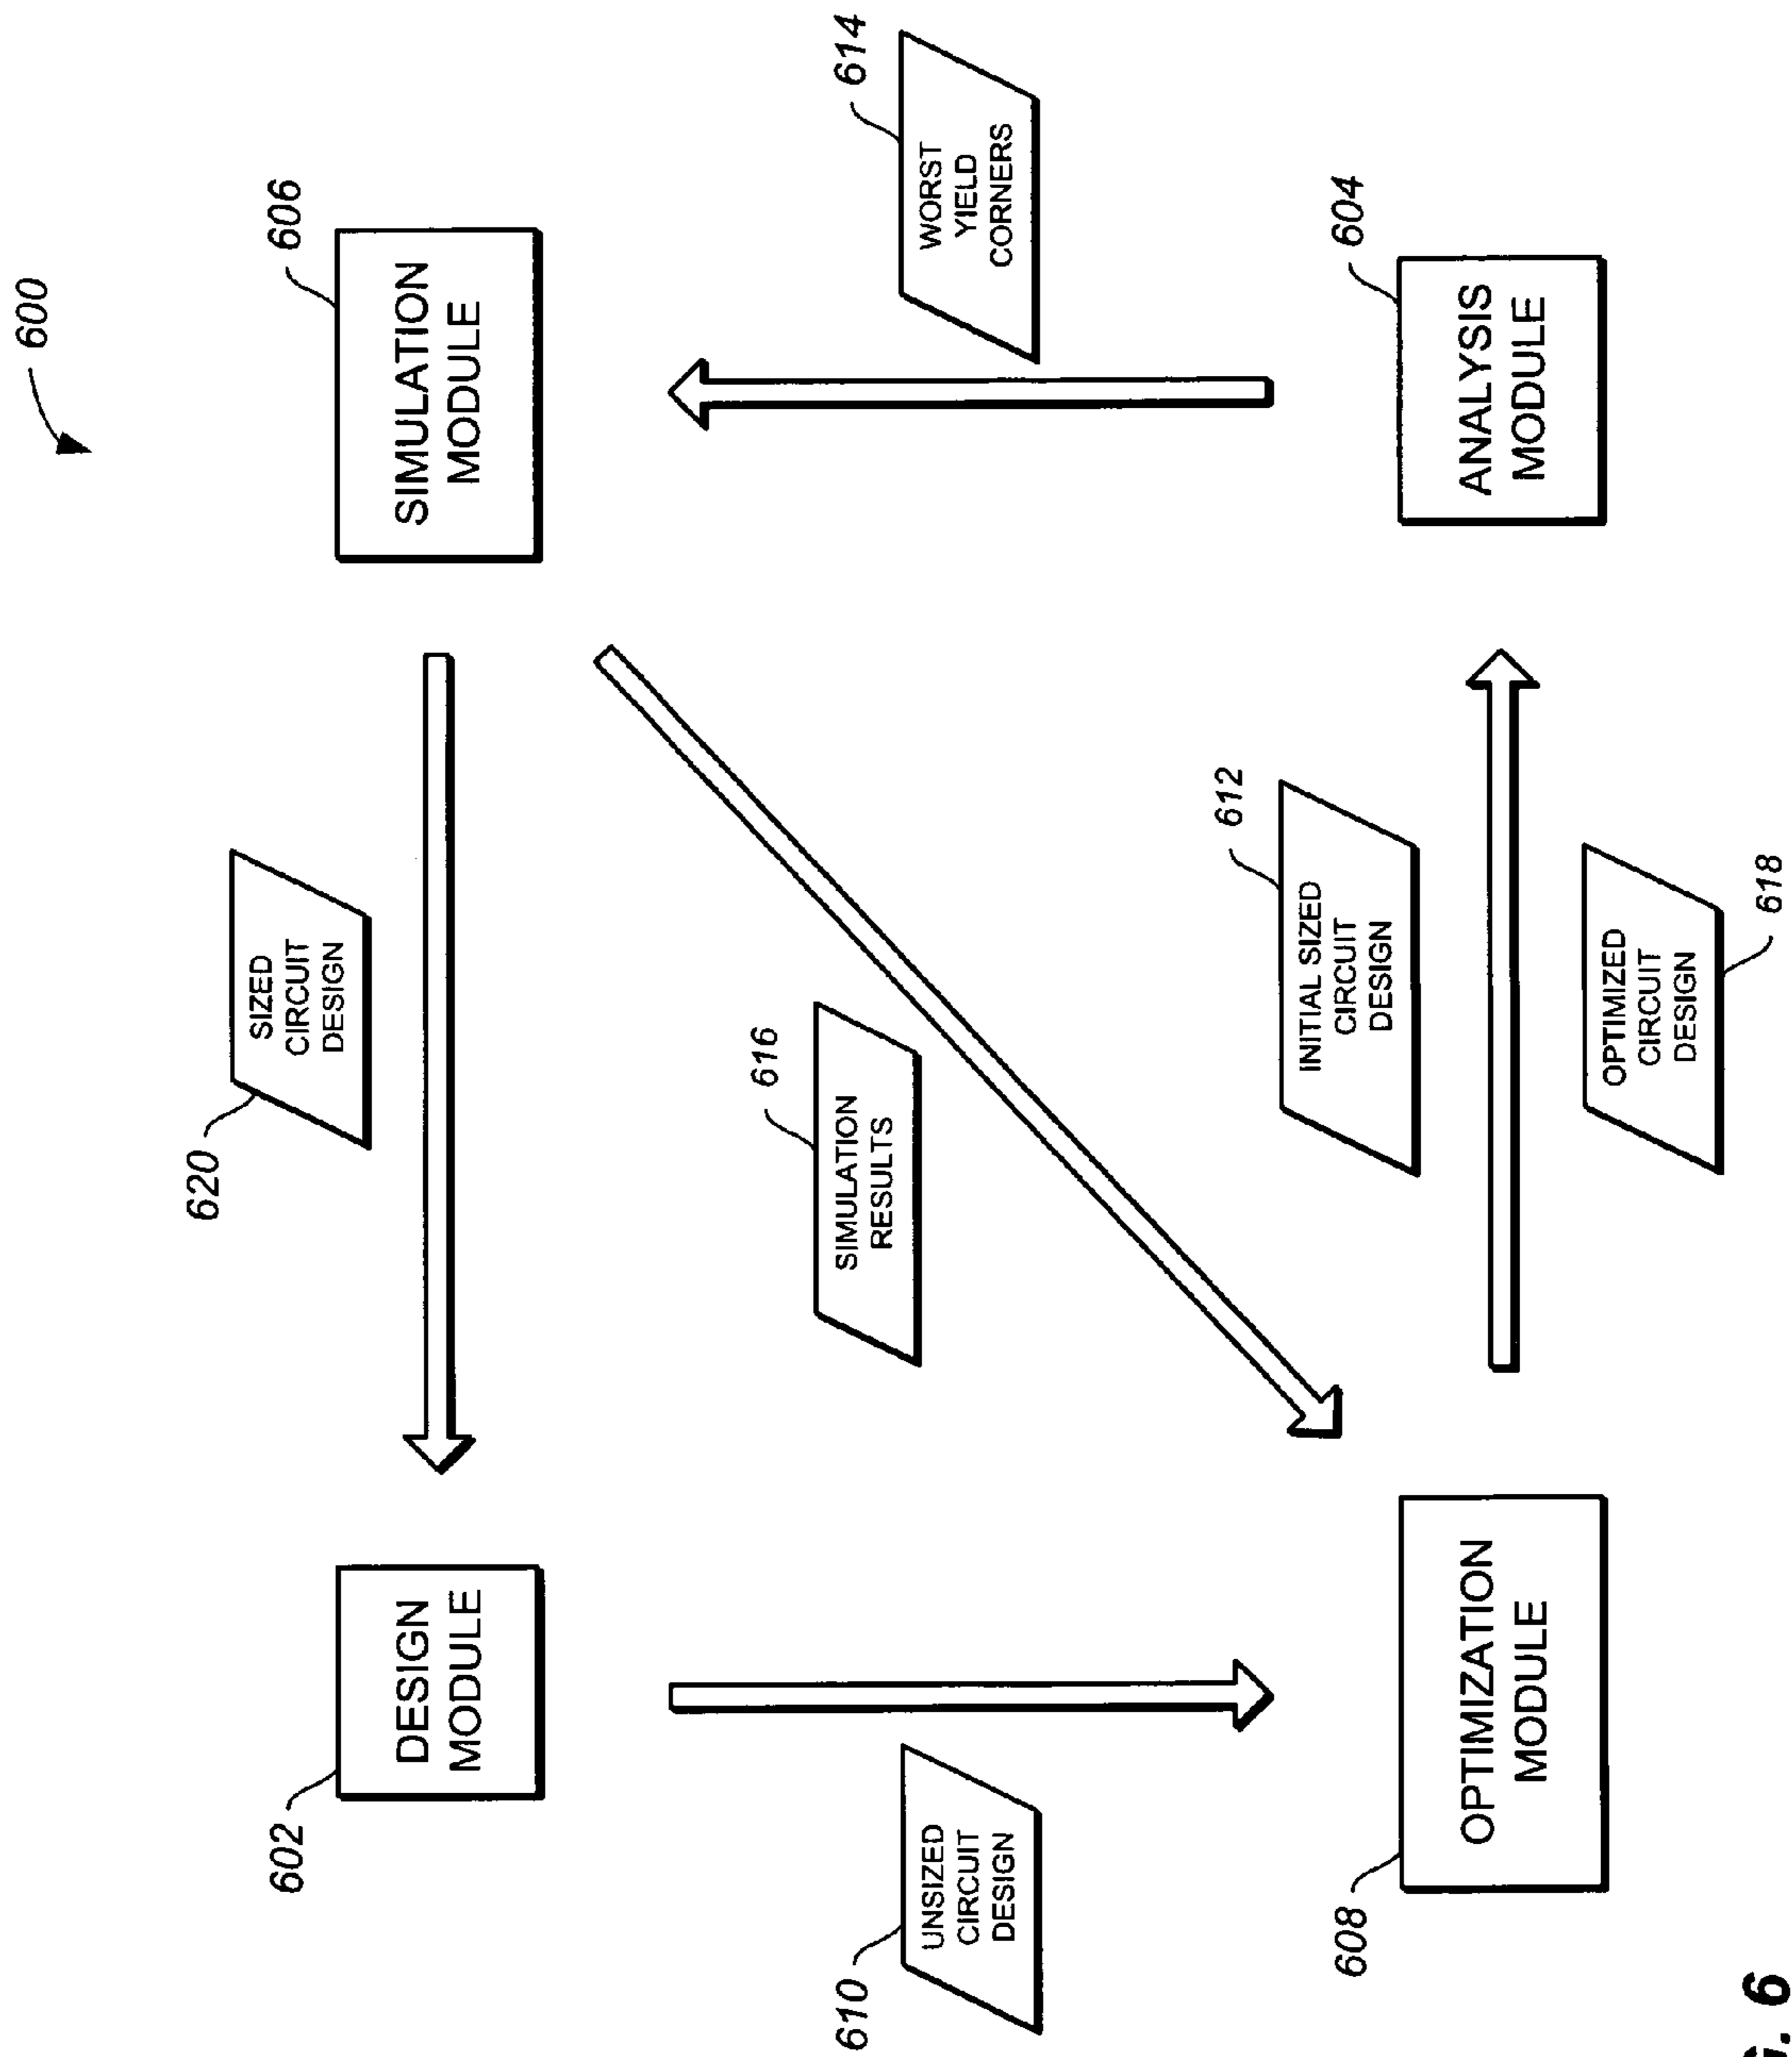 600
602
DESIGN
MODULE
620
SIZED
CIRCUIT
DESIGN
606
SIMULATION
MODULE
610
UNSIZED
CIRCUIT
DESIGN
616
SIMULATION
RESULTS
614
WORST
YIELD
CORNERS
608
OPTIMIZATION
MODULE
612
INITIAL SIZED
CIRCUIT
DESIGN
OPTIMIZED
CIRCUIT
DESIGN
618
604
ANALYSIS
MODULE
G. 6